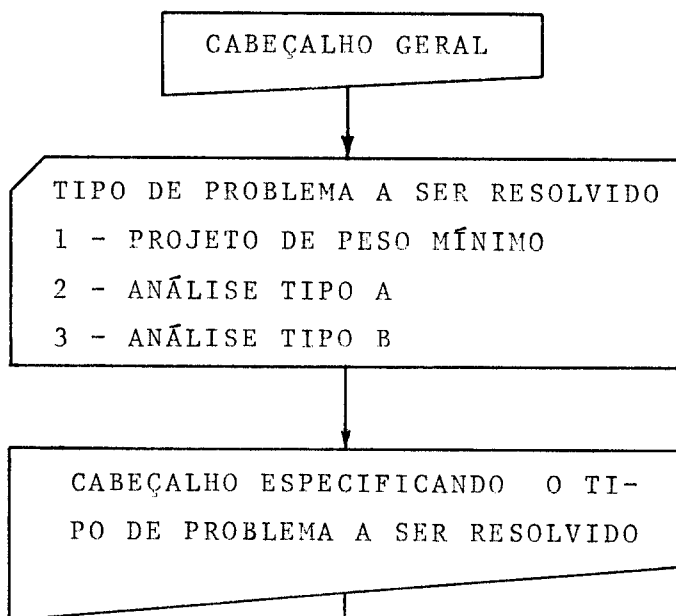 CABEÇALHO GERAL
TIPO DE PROBLEMA A SER RESOLVIDO
1 - PROJETO DE PESO MÍNIMO
2 - ANÁLISE TIPO A
3 - ANÁLISE TIPO B
CABEÇALHO ESPECIFICANDO O TI-
PO DE PROBLEMA A SER RESOLVIDO